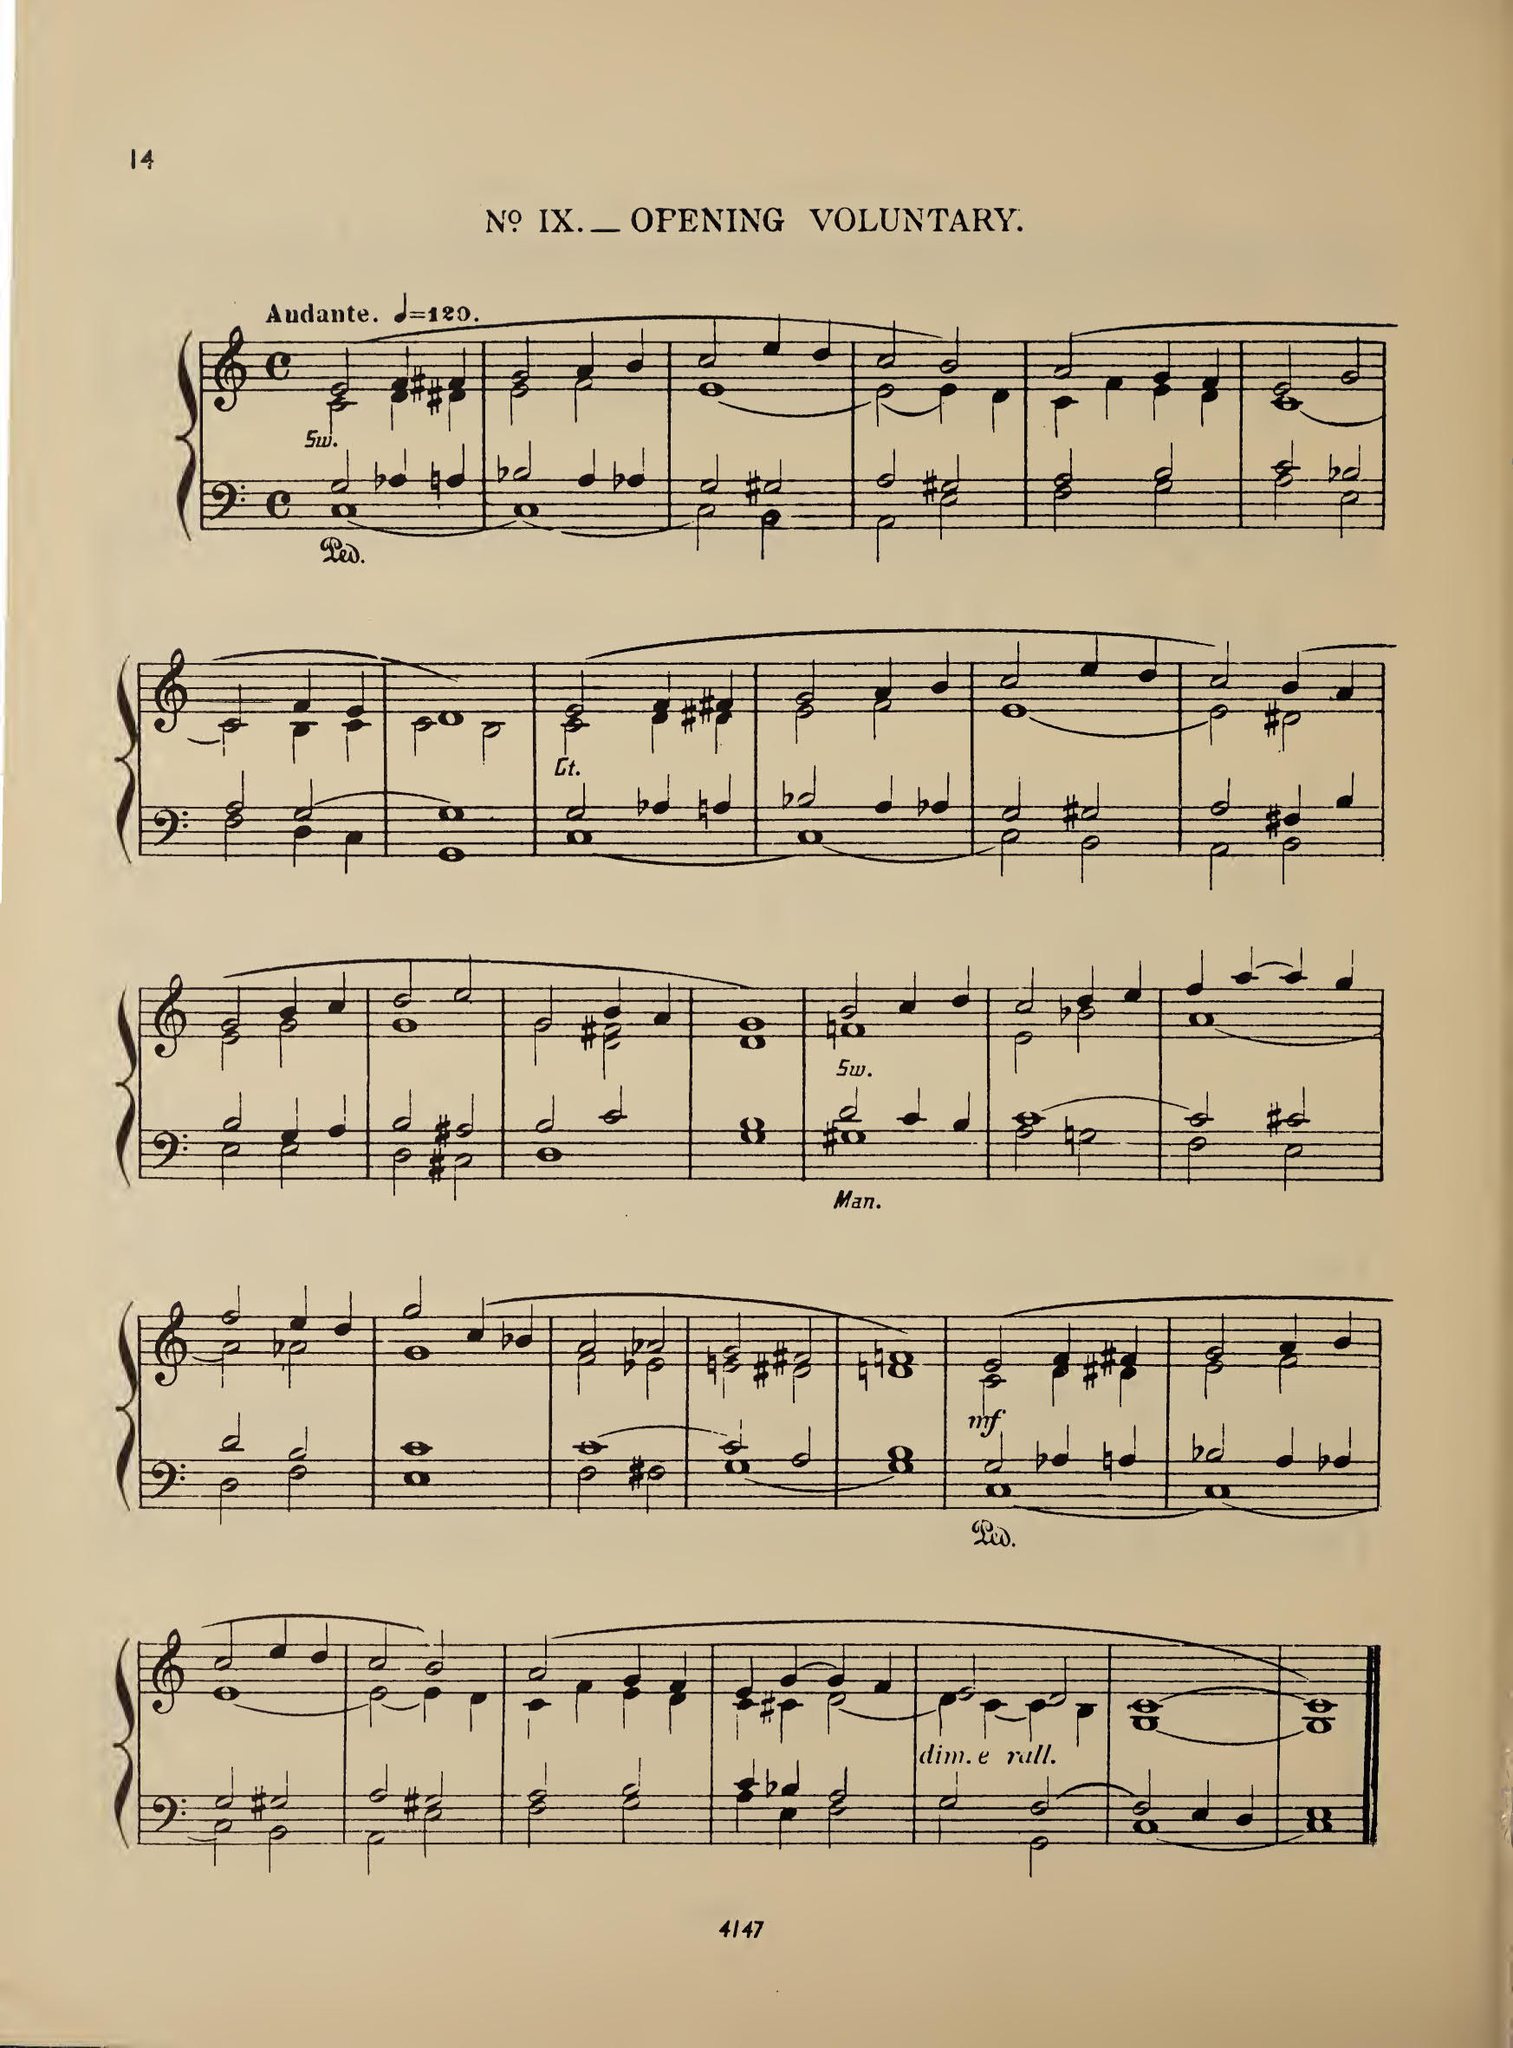 14
Nº IX. — OPENING VOLUNTARY.
Andante. ♩=120.
Sw.
Ped.
Gt.
Sw.
Man.
mf
Ped.
dim. e rall.
4147